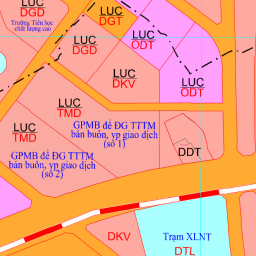 LUC
DGD
Trường Tiểu học
chất lượng cao
LUC
DGT
LUC
DGD
LUC
ODT
LUC
DKV
LUC
ODT
LUC
TMD
LUC
TMD
GPMB để ĐG TTTM
bán buôn, vp giao dịch
(số 1)
GPMB để ĐG TTTM
bán buôn, vp giao dịch
(số 2)
DDT
DKV
Trạm XLNT
DTL